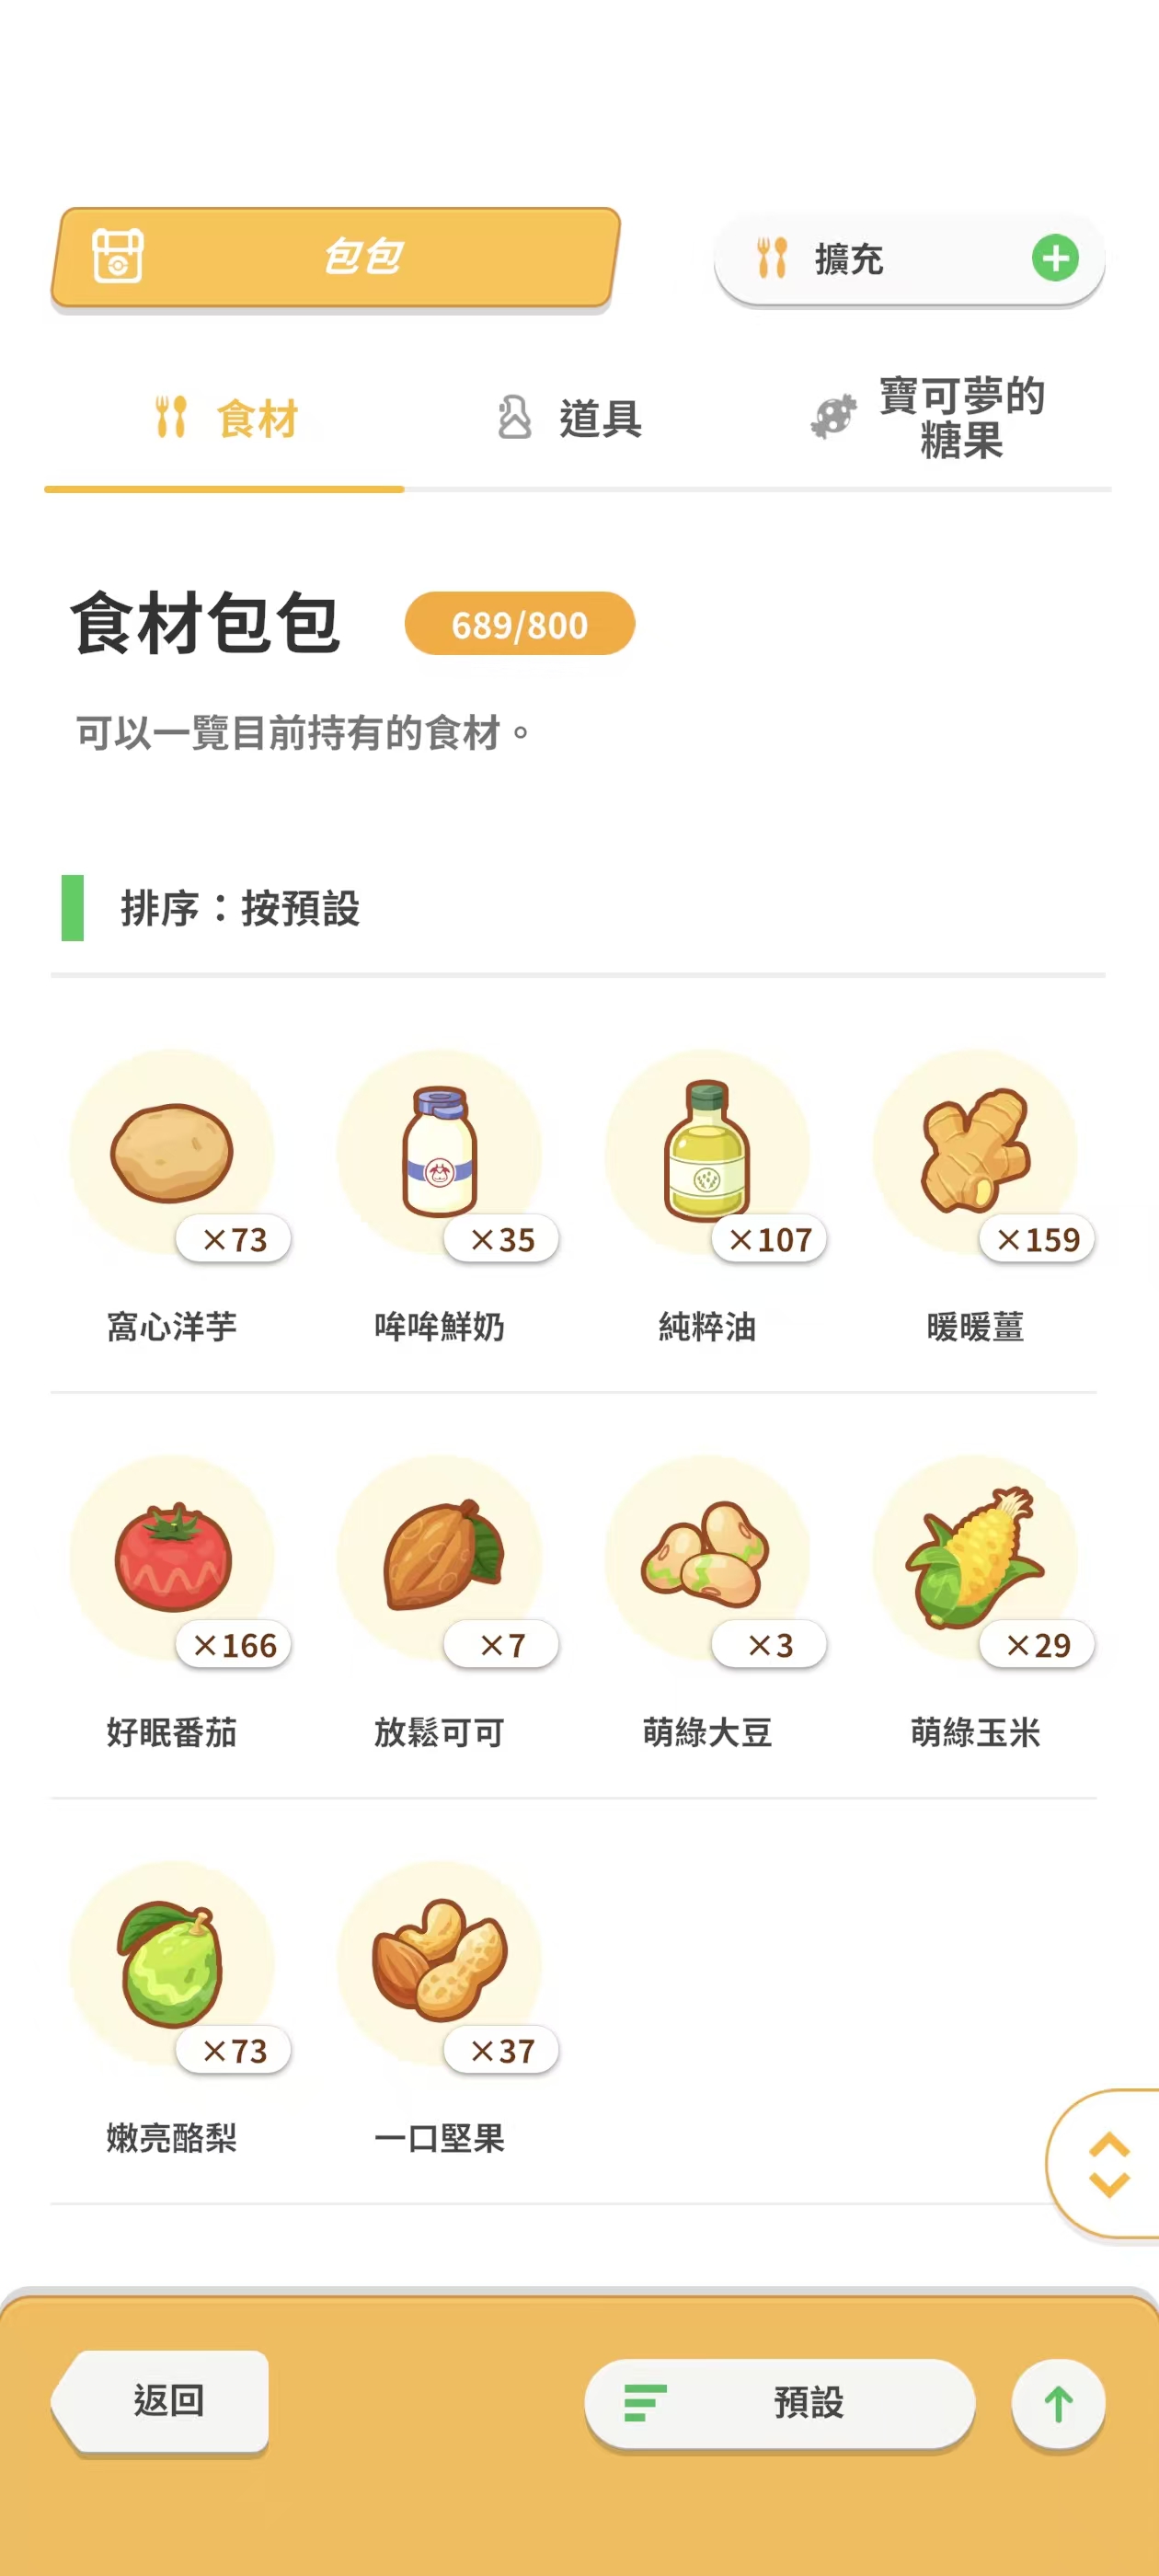 包包
擴充
食材
道具
寶可夢的
糖果
食材包包
689/800
可以一覽目前持有的食材。
排序：按預設
×73
×35
×107
×159
窩心洋芋
哞哞鮮奶
純粹油
暖暖薑
×166
×7
×3
×29
好眠番茄
放鬆可可
萌綠大豆
萌綠玉米
×73
×37
嫩亮酪梨
一口堅果
返回
預設